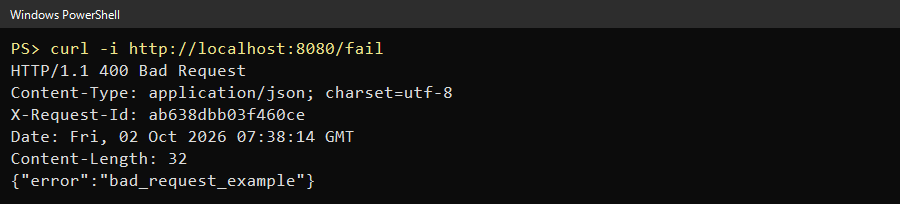 Windows PowerShell
PS> curl -i http://localhost:8080/fail
HTTP/1.1 400 Bad Request
Content-Type: application/json; charset=utf-8
X-Request-Id: ab638dbb03f460ce
Date: Fri, 02 Oct 2026 07:38:14 GMT
Content-Length: 32
{"error":"bad_request_example"}